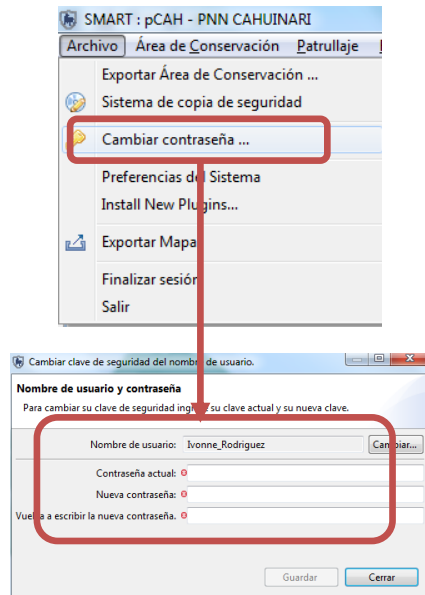 SMART : pCAH - PNN CAHUINARI
Archivo Área de Conservación Patrullaje
Exportar Área de Conservación ...
Sistema de copia de seguridad
Cambiar contraseña ...
Preferencias del Sistema
Install New Plugins...
Exportar Mapa
Finalizar sesión
Salir
Cambiar clave de seguridad del nombre de usuario.
Nombre de usuario y contraseña
Para cambiar su clave de seguridad ingrese su clave actual y su nueva clave.
Nombre de usuario: Ivonne_Rodriguez Cambiar...
Contraseña actual:
Nueva contraseña:
Vuelva a escribir la nueva contraseña.
Guardar Cerrar